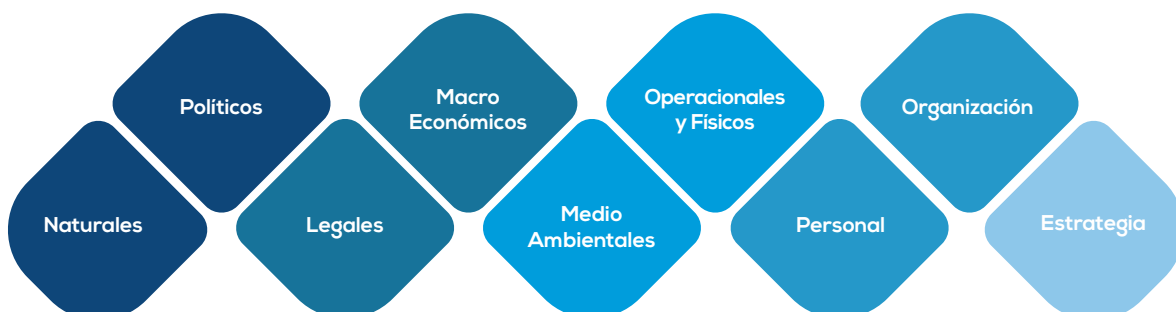 Políticos
Macro
Económicos
Operacionales
y Físicos
Organización
Naturales
Legales
Medio
Ambientales
Personal
Estrategia